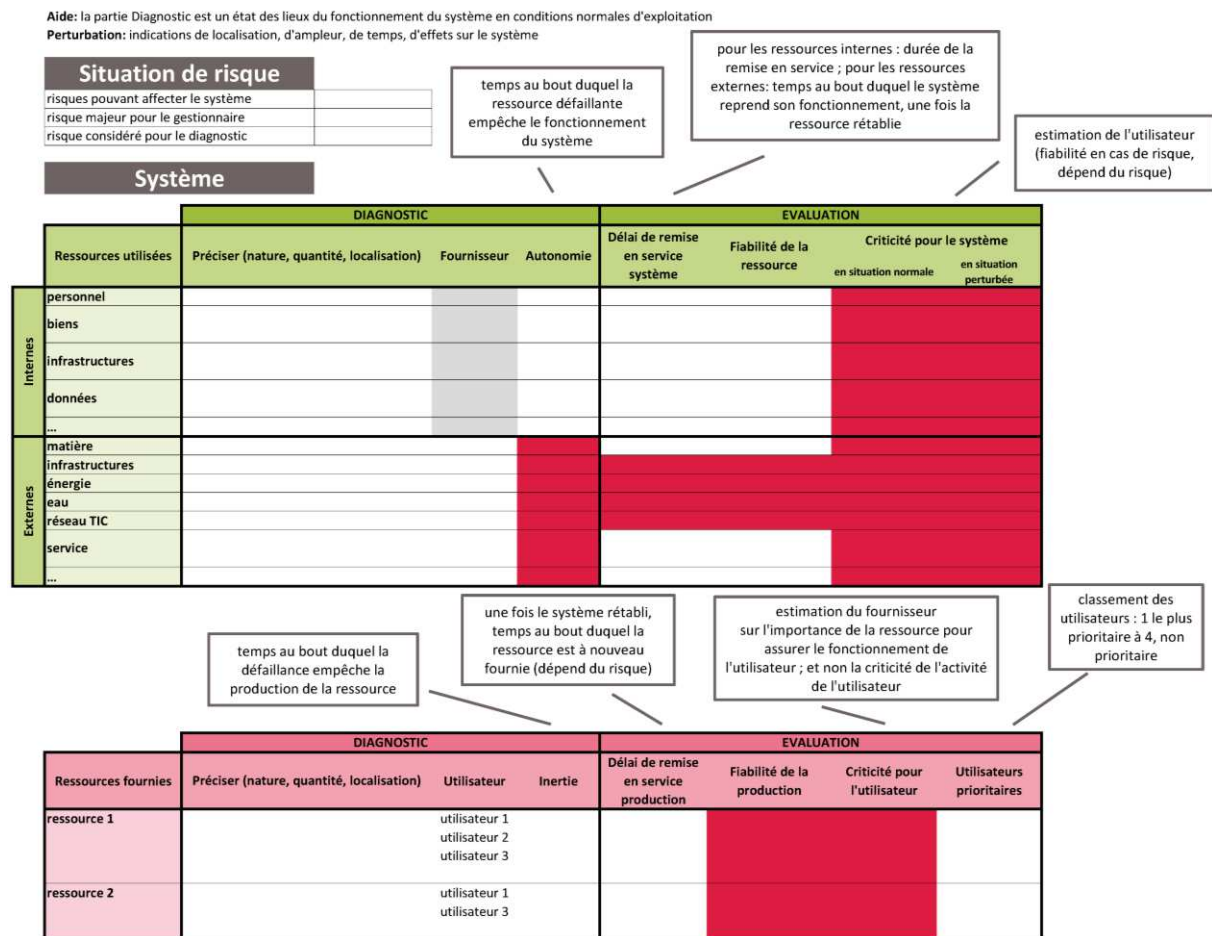 Aide: la partie Diagnostic est un état des lieux du fonctionnement du système en conditions normales d'exploitation
Perturbation: indications de localisation, d'ampleur, de temps, d'effets sur le système
Situation de risque
risques pouvant affecter le système
risque majeur pour le gestionnaire
risque considéré pour le diagnostic
Système
temps au bout duquel la
ressource défaillante
empêche le fonctionnement
du système
pour les ressources internes : durée de la
remise en service ; pour les ressources
externes: temps au bout duquel le système
reprend son fonctionnement, une fois la
ressource rétablie
estimation de l'utilisateur
(fiabilité en cas de risque,
dépend du risque)
DIAGNOSTIC
EVALUATION
Ressources utilisées
Préciser (nature, quantité, localisation)
Fournisseur
Autonomie
Délai de remise
en service
système
Fiabilité de la
ressource
Criticité pour le système
en situation normale
en situation
perturbée
Internes
personnel
biens
infrastructures
données
...
Externes
matière
infrastructures
énergie
eau
réseau TIC
service
...
temps au bout duquel la
défaillance empêche la
production de la ressource
une fois le système rétabli,
temps au bout duquel la
ressource est à nouveau
fournie (dépend du risque)
estimation du fournisseur
sur l'importance de la ressource pour
assurer le fonctionnement de
l'utilisateur ; et non la criticité de l'activité
de l'utilisateur
classement des
utilisateurs : 1 le plus
prioritaire à 4, non
prioritaire
DIAGNOSTIC
EVALUATION
Ressources fournies
Préciser (nature, quantité, localisation)
Utilisateur
Inertie
Délai de remise
en service
production
Fiabilité de la
production
Criticité pour
l'utilisateur
Utilisateurs
prioritaires
ressource 1
utilisateur 1
utilisateur 2
utilisateur 3
ressource 2
utilisateur 1
utilisateur 3